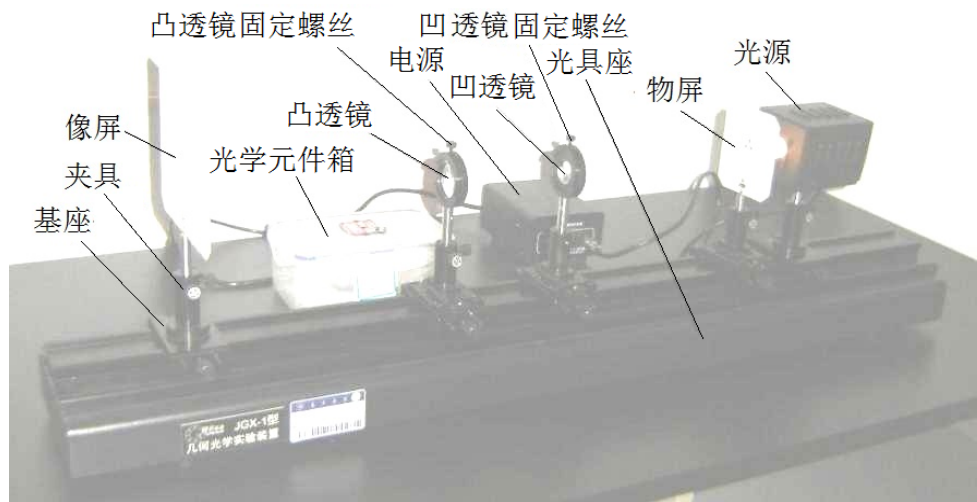 凸透镜固定螺丝
凹透镜固定螺丝
电源
光具座
光源
凹透镜
物屏
凸透镜
像屏
光学元件箱
夹具
基座
JGX-1型
几何光学实验装置